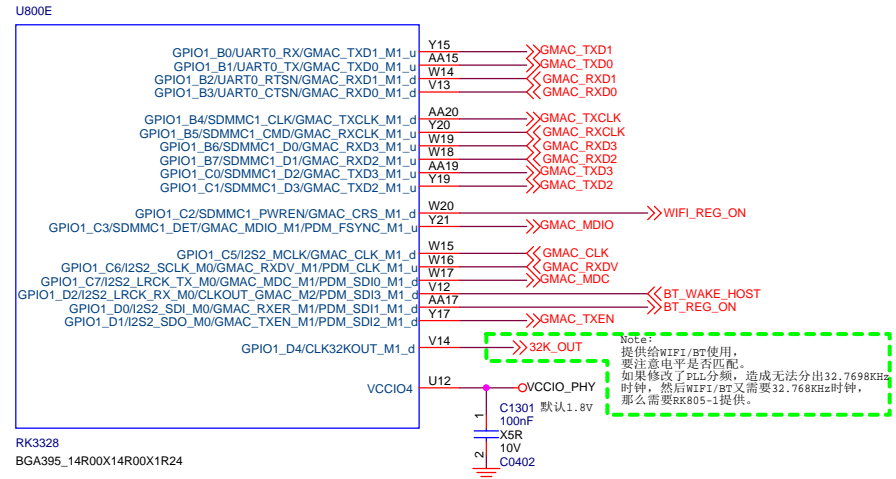 U800E
GPIO1_B0/UART0_RX/GMAC_TXD1_M1_u Y15 GMAC_TXD1
GPIO1_B1/UART0_TX/GMAC_TXD0_M1_u AA15 GMAC_TXD0
GPIO1_B2/UART0_RTSN/GMAC_RXD1_M1_d W14 GMAC_RXD1
GPIO1_B3/UART0_CTSN/GMAC_RXD0_M1_d V13 GMAC_RXD0
GPIO1_B4/SDMMC1_CLK/GMAC_TXCLK_M1_d AA20 GMAC_TXCLK
GPIO1_B5/SDMMC1_CMD/GMAC_RXCLK_M1_u Y20 GMAC_RXCLK
GPIO1_B6/SDMMC1_D0/GMAC_RXD3_M1_u W19 GMAC_RXD3
GPIO1_B7/SDMMC1_D1/GMAC_RXD2_M1_u W18 GMAC_RXD2
GPIO1_C0/SDMMC1_D2/GMAC_TXD3_M1_u AA19 GMAC_TXD3
GPIO1_C1/SDMMC1_D3/GMAC_TXD2_M1_u Y19 GMAC_TXD2
GPIO1_C2/SDMMC1_PWREN/GMAC_CRS_M1_d W20 WIFI_REG_ON
GPIO1_C3/SDMMC1_DET/GMAC_MDIO_M1/PDM_FSYNC_M1_u Y21 GMAC_MDIO
GPIO1_C5/I2S2_MCLK/GMAC_CLK_M1_d W15 GMAC_CLK
GPIO1_C6/I2S2_SCLK_M0/GMAC_RXDV_M1/PDM_CLK_M1_u W16 GMAC_RXDV
GPIO1_C7/I2S2_LRCK_TX_M0/GMAC_MDC_M1/PDM_SDI0_M1_d W17 GMAC_MDC
GPIO1_D2/I2S2_LRCK_RX_M0/CLKOUT_GMAC_M2/PDM_SDI3_M1_d V12 BT_WAKE_HOST
GPIO1_D0/I2S2_SDI_M0/GMAC_RXER_M1/PDM_SDI1_M1_d AA17 BT_REG_ON
GPIO1_D1/I2S2_SDO_M0/GMAC_TXEN_M1/PDM_SDI2_M1_d Y17 GMAC_TXEN
GPIO1_D4/CLK32KOUT_M1_d V14 32K_OUT
Note:
提供给WIFI/BT使用,
要注意电平是否匹配。
如果修改了PLL分频，造成无法分出32.7698KHz
时钟，然后WIFI/BT又需要32.768KHz时钟，
那么需要RK805-1提供。
VCCIO4 U12 VCCIO_PHY
默认1.8V
1 C1301
100nF
X5R
10V
2 C0402
RK3328
BGA395_14R00X14R00X1R24